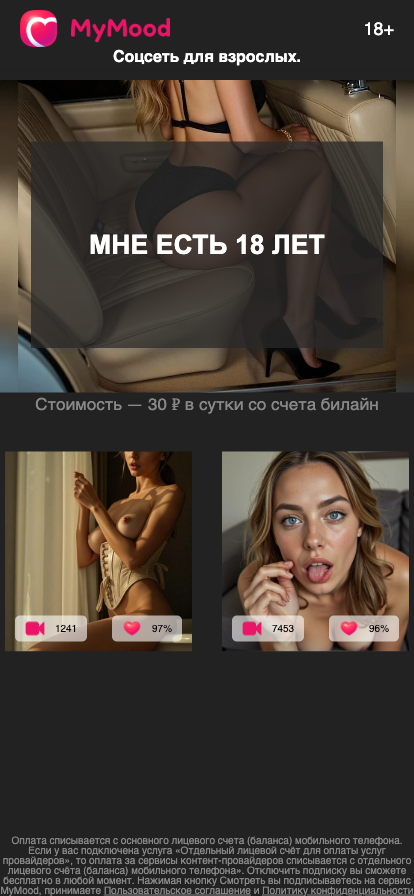 MyMood
18+
Соцсеть для взрослых.
МНЕ ЕСТЬ 18 ЛЕТ
Стоимость — 30 ₽ в сутки со счета билайн
1241
97%
7453
96%
Оплата списывается с основного лицевого счета (баланса) мобильного телефона.
Если у вас подключена услуга «Отдельный лицевой счёт для оплаты услуг
провайдеров», то оплата за сервисы контент-провайдеров списывается с отдельного
лицевого счёта (баланса) мобильного телефона». Отключить подписку вы сможете
бесплатно в любой момент. Нажимая кнопку Смотреть вы подписываетесь на сервис
MyMood, принимаете Пользовательское соглашение и Политику конфиденциальности